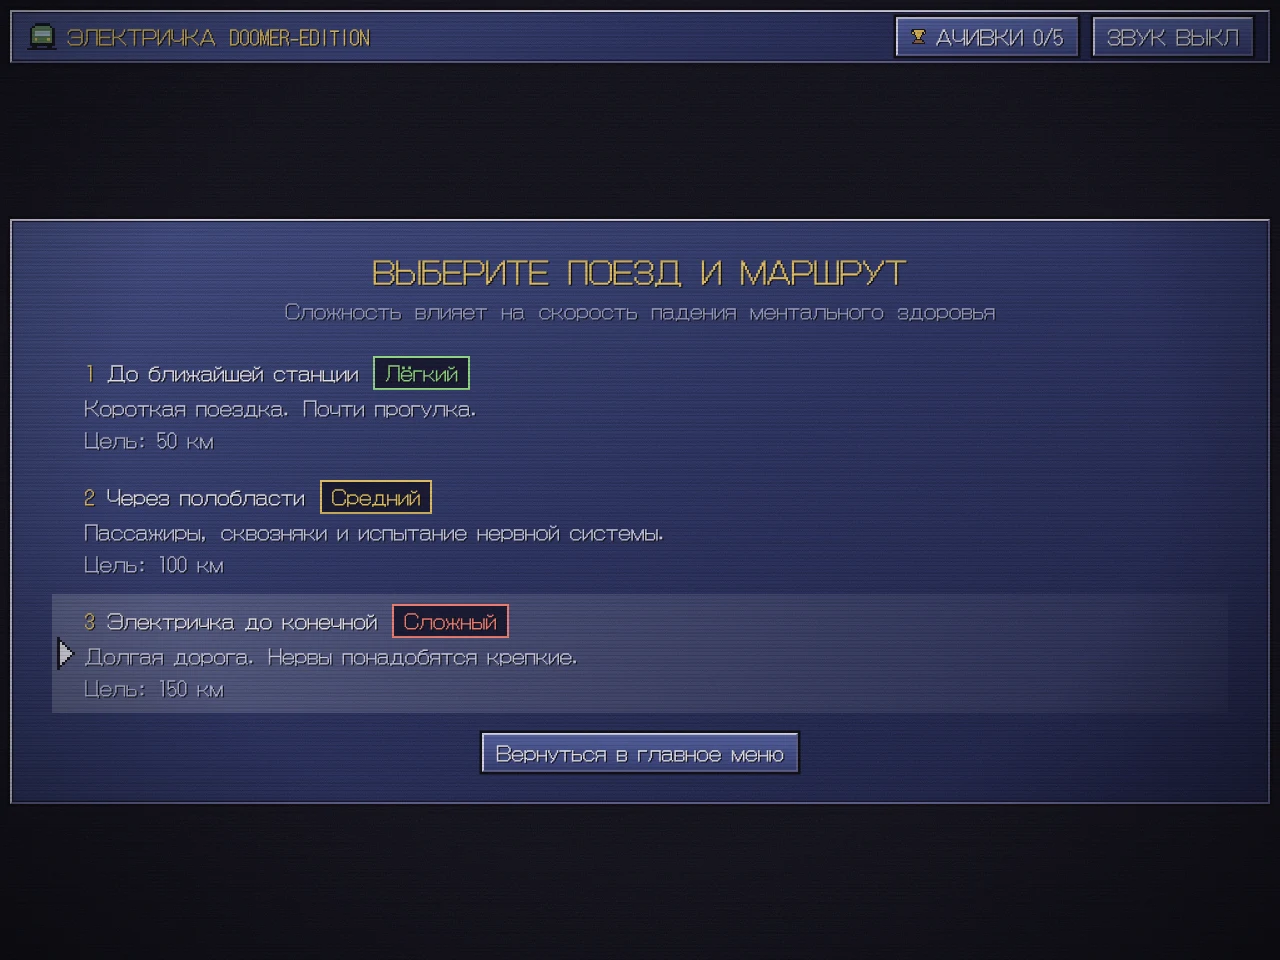 ЭЛЕКТРИЧКА DOOMER-EDITION
АЧИВКИ 0/5
ЗВУК ВЫКЛ
ВЫБЕРИТЕ ПОЕЗД И МАРШРУТ
Сложность влияет на скорость падения ментального здоровья
1 До ближайшей станции Лёгкий
Короткая поездка. Почти прогулка.
Цель: 50 км
2 Через полобласти Средний
Пассажиры, сквозняки и испытание нервной системы.
Цель: 100 км
3 Электричка до конечной Сложный
Долгая дорога. Нервы понадобятся крепкие.
Цель: 150 км
Вернуться в главное меню